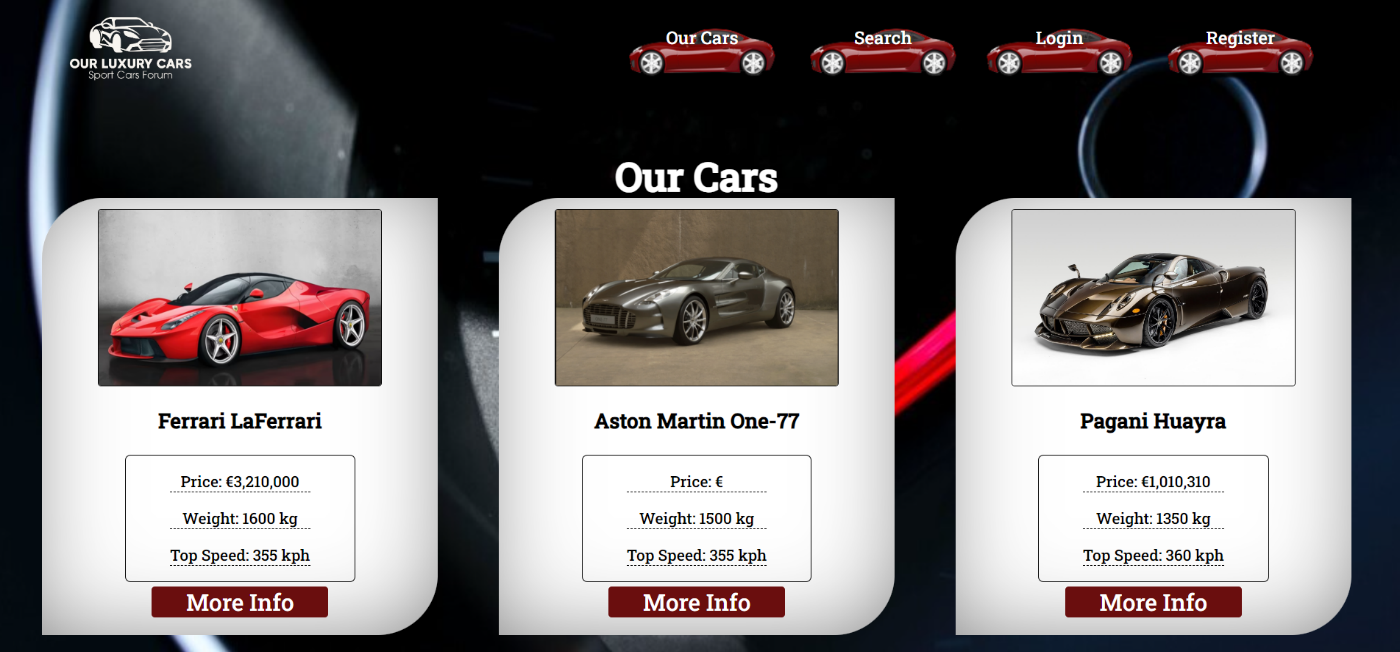 OUR LUXURY CARS
Sport Cars Forum
Our Cars
Search
Login
Register
Our Cars
Ferrari LaFerrari
Price: €3,210,000
Weight: 1600 kg
Top Speed: 355 kph
More Info
Aston Martin One-77
Price: €
Weight: 1500 kg
Top Speed: 355 kph
More Info
Pagani Huayra
Price: €1,010,310
Weight: 1350 kg
Top Speed: 360 kph
More Info